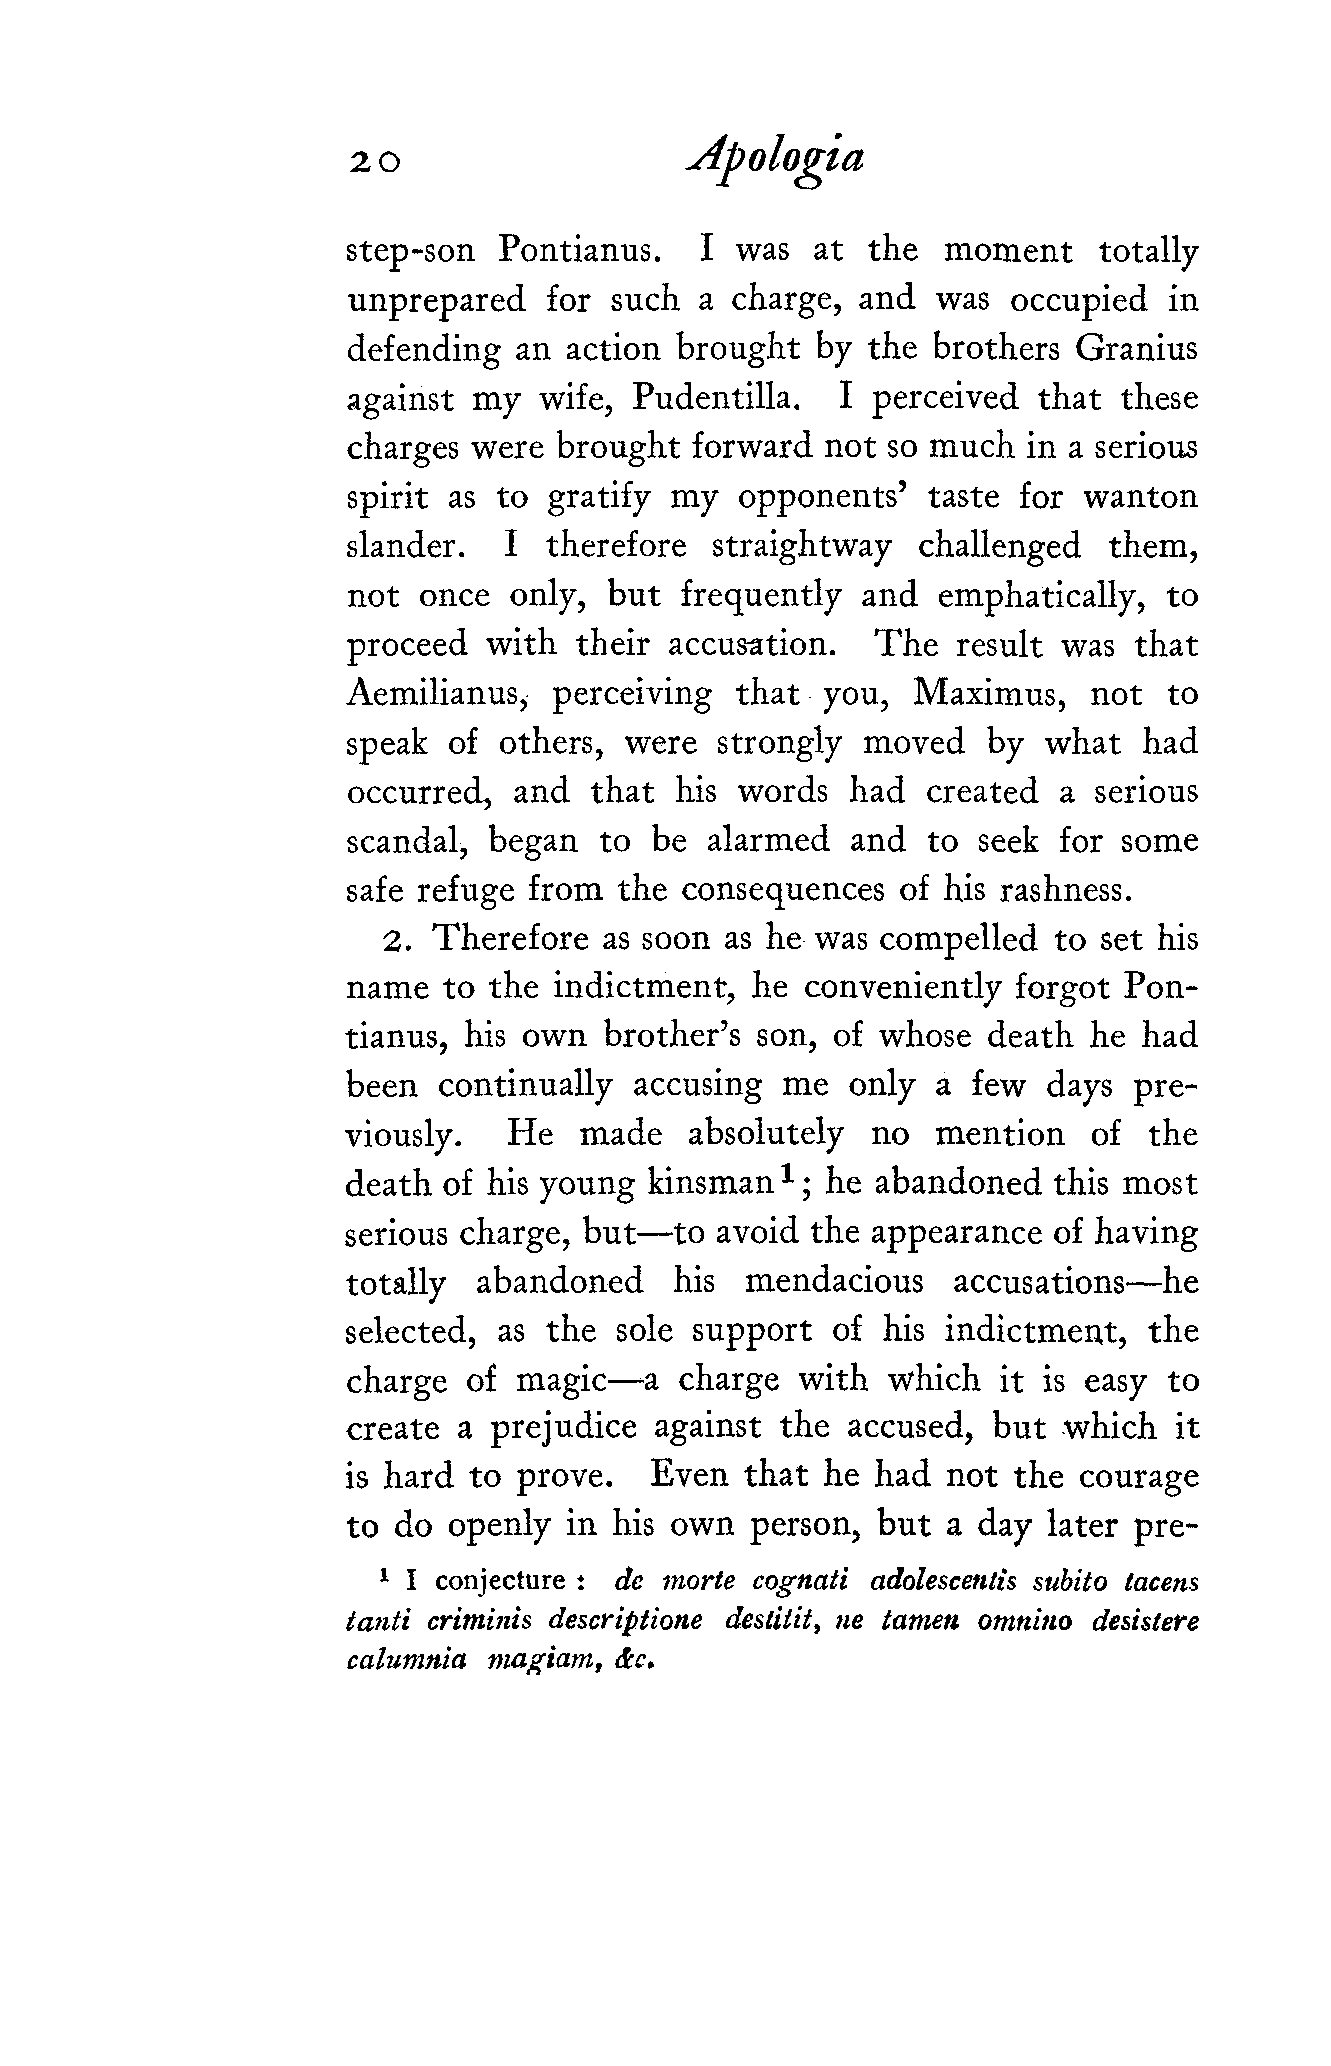 20 Apologia
step-son Pontianus. I was at the moment totally
unprepared for such a charge, and was occupied in
defending an action brought by the brothers Granius
against my wife, Pudentilla. I perceived that these
charges were brought forward not so much in a serious
spirit as to gratify my opponents' taste for wanton
slander. I therefore straightway challenged them,
not once only, but frequently and emphatically, to
proceed with their accusation. The result was that
Aemilianus, perceiving that you, Maximus, not to
speak of others, were strongly moved by what had
occurred, and that his words had created a serious
scandal, began to be alarmed and to seek for some
safe refuge from the consequences of his rashness.
2. Therefore as soon as he was compelled to set his
name to the indictment, he conveniently forgot Pon-
tianus, his own brother's son, of whose death he had
been continually accusing me only a few days pre-
viously. He made absolutely no mention of the
death of his young kinsman¹; he abandoned this most
serious charge, but—to avoid the appearance of having
totally abandoned his mendacious accusations—he
selected, as the sole support of his indictment, the
charge of magic—a charge with which it is easy to
create a prejudice against the accused, but which it
is hard to prove. Even that he had not the courage
to do openly in his own person, but a day later pre-
¹ I conjecture : de morte cognati adolescentis subito tacens
tanti criminis descriptione destitit, ne tamen omnino desistere
calumnia magiam, &c.